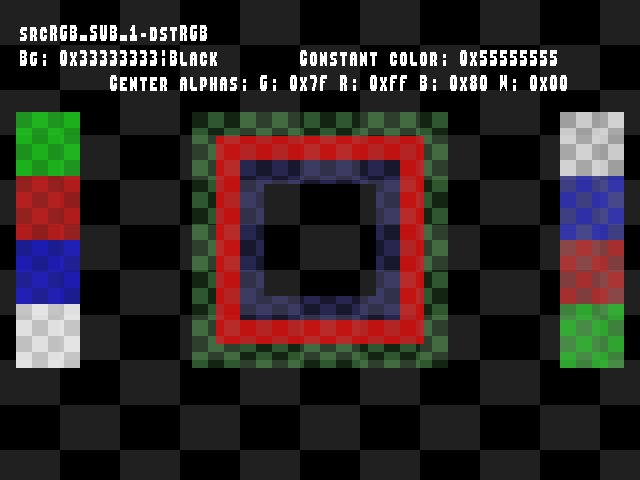 srcRGB_SUB_1-dstRGB
Bg: 0x33333333|Black Constant color: 0x55555555
Center alphas: G: 0x7F R: 0xFF B: 0x80 W: 0x00